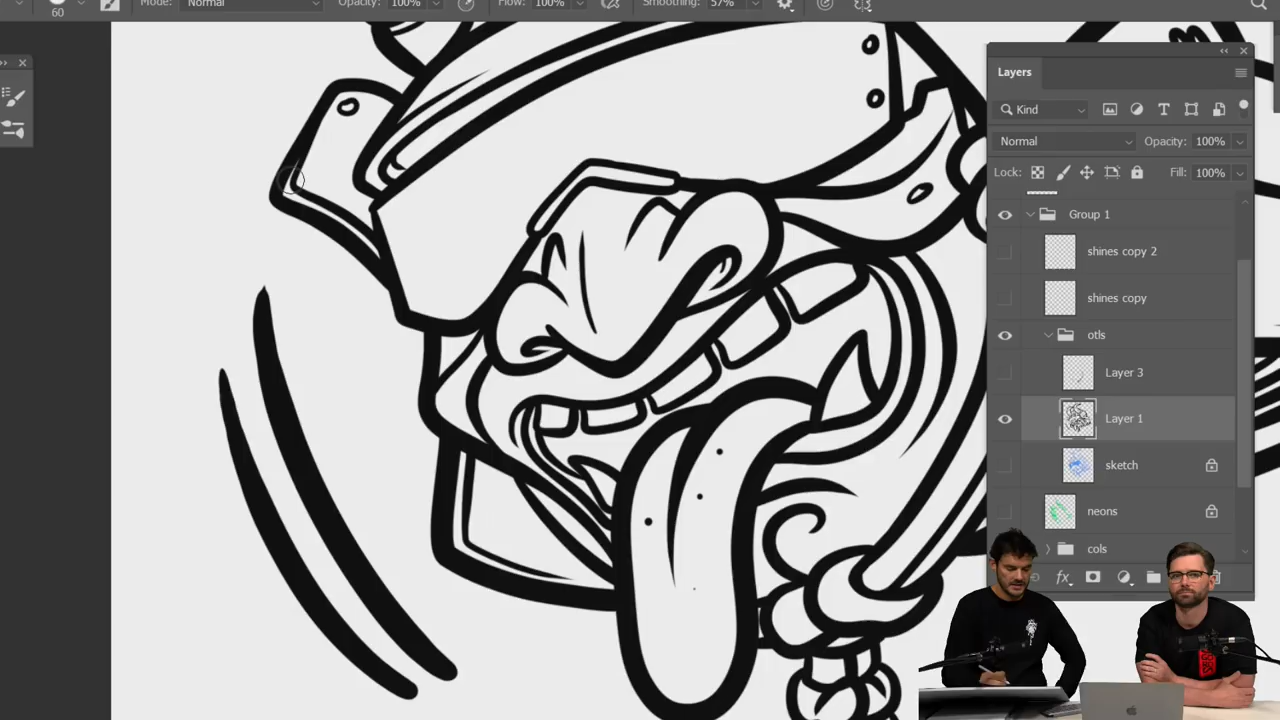 60
Mode: Normal
Opacity: 100%
Flow: 100%
Smoothing: 57%
Layers
Kind
Normal
Opacity: 100%
Lock:
Fill: 100%
Group 1
shines copy 2
shines copy
otls
Layer 3
Layer 1
sketch
neons
cols
fx